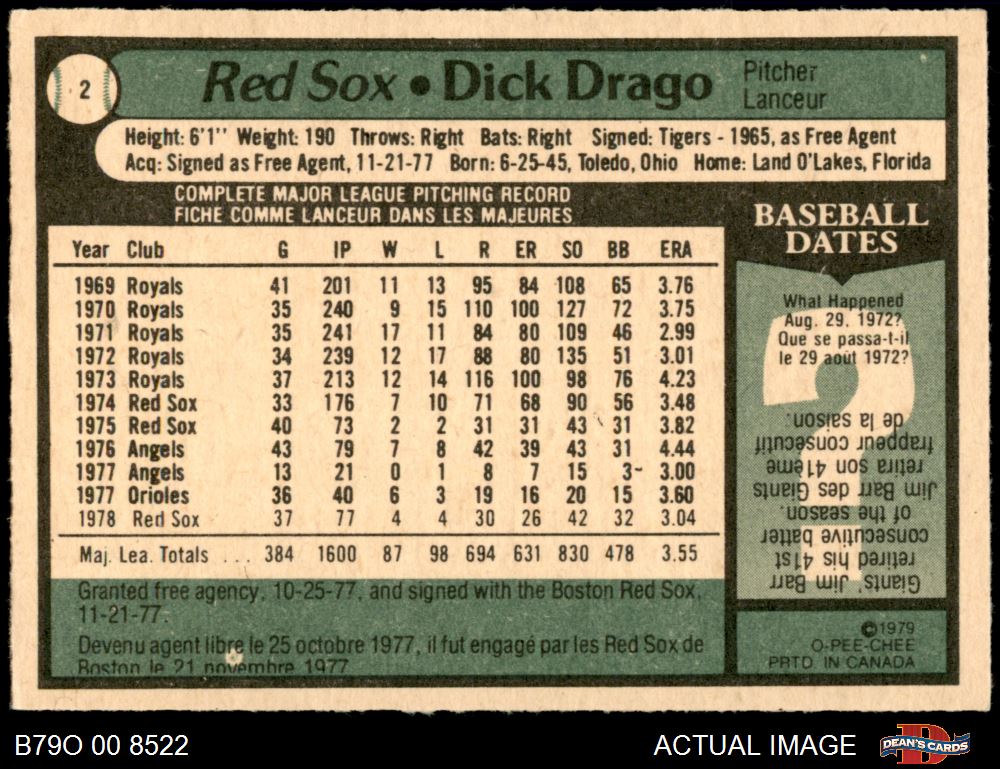 2
Red Sox • Dick Drago
Pitcher
Lanceur
Height: 6'1" Weight: 190 Throws: Right Bats: Right Signed: Tigers - 1965, as Free Agent
Acq: Signed as Free Agent, 11-21-77 Born: 6-25-45, Toledo, Ohio Home: Land O'Lakes, Florida
COMPLETE MAJOR LEAGUE PITCHING RECORD
FICHE COMME LANCEUR DANS LES MAJEURES
Year Club G IP W L R ER SO BB ERA
1969 Royals 41 201 11 13 95 84 108 65 3.76
1970 Royals 35 240 9 15 110 100 127 72 3.75
1971 Royals 35 241 17 11 84 80 109 46 2.99
1972 Royals 34 239 12 17 88 80 135 51 3.01
1973 Royals 37 213 12 14 116 100 98 76 4.23
1974 Red Sox 33 176 7 10 71 68 90 56 3.48
1975 Red Sox 40 73 2 2 31 31 43 31 3.82
1976 Angels 43 79 7 8 42 39 43 31 4.44
1977 Angels 13 21 0 1 8 7 15 3 3.00
1977 Orioles 36 40 6 3 19 16 20 15 3.60
1978 Red Sox 37 77 4 4 30 26 42 32 3.04
Maj. Lea. Totals ... 384 1600 87 98 694 631 830 478 3.55
Granted free agency, 10-25-77, and signed with the Boston Red Sox,
11-21-77.
Devenu agent libre le 25 octobre 1977, il fut engagé par les Red Sox de
Boston le 21 novembre 1977
BASEBALL
DATES
What Happened
Aug. 29, 1972?
Que se passa-t-il
le 29 août 1972?
Giants' Jim Barr
retired his 41st
consecutive batter
of the season.
Jim Barr des Giants
retira son 41ème
frappeur consecutif
de la saison.
©1979
O-PEE-CHEE
PRTD. IN CANADA
B79O 00 8522
ACTUAL IMAGE
D
DEAN'S CARDS